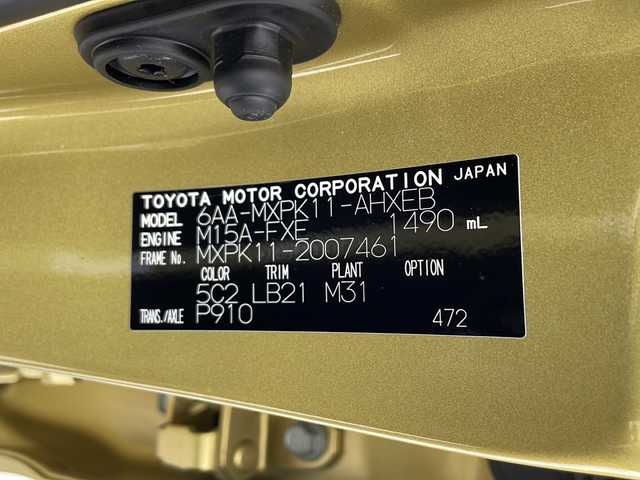 TOYOTA MOTOR CORPORATION JAPAN
MODEL 6AA-MXPK11-AHXEB
ENGINE M15A-FXE 1490 mL
FRAME No. MXPK11-2007461
COLOR TRIM PLANT OPTION
5C2 LB21 M31
TRANS./AXLE P910 472